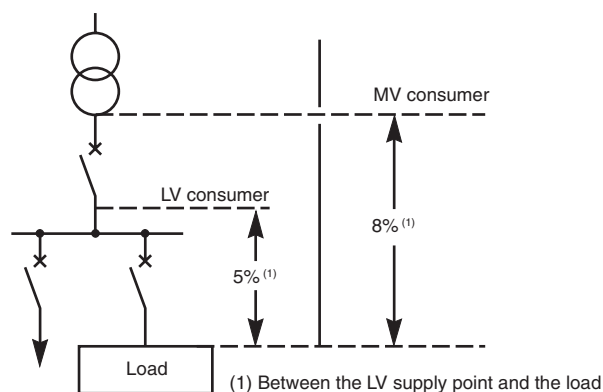 MV consumer
LV consumer
8% (1)
5% (1)
Load
(1) Between the LV supply point and the load